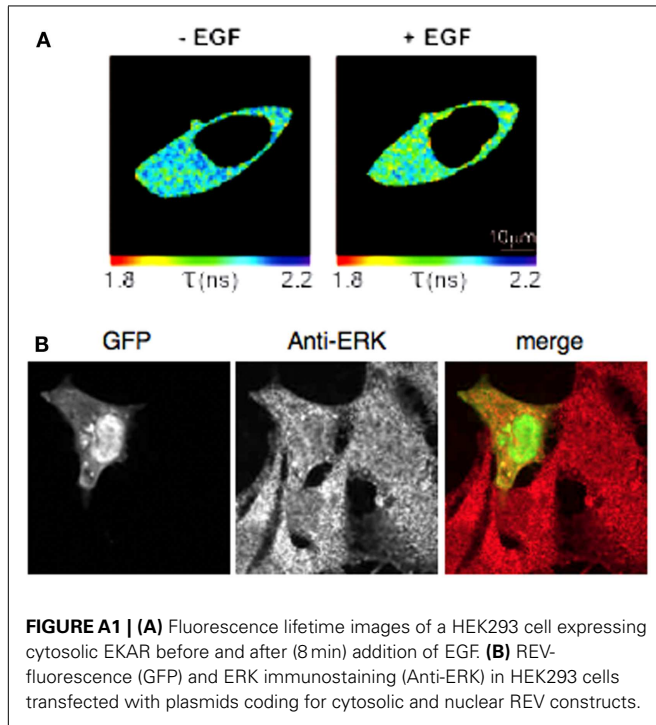 A
- EGF + EGF
10µm
1.8 τ(ns) 2.2 1.8 τ(ns) 2.2
B
GFP Anti-ERK merge
FIGURE A1 | (A) Fluorescence lifetime images of a HEK293 cell expressing
cytosolic EKAR before and after (8 min) addition of EGF. (B) REV-
fluorescence (GFP) and ERK immunostaining (Anti-ERK) in HEK293 cells
transfected with plasmids coding for cytosolic and nuclear REV constructs.